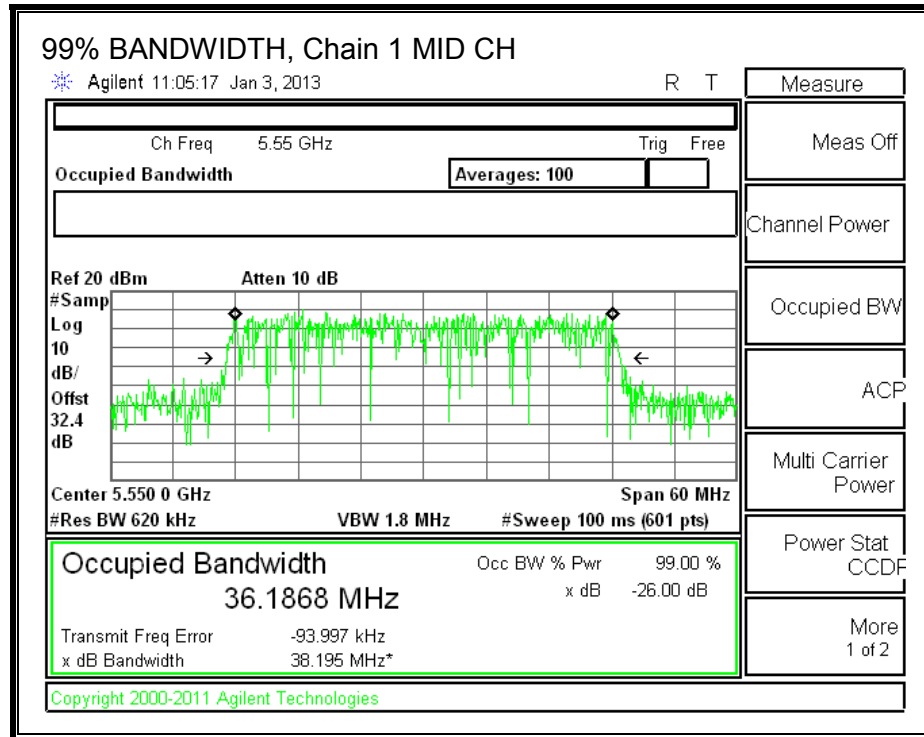 99% BANDWIDTH, Chain 1 MID CH
Agilent 11:05:17 Jan 3, 2013 R T
Measure
Ch Freq 5.55 GHz Trig Free
Occupied Bandwidth Averages: 100
Meas Off
Channel Power
Occupied BW
ACP
Multi Carrier
Power
Power Stat
CCDF
More
1 of 2
Ref 20 dBm Atten 10 dB
#Samp
Log
10
dB/
Offst
32.4
dB
Center 5.550 0 GHz Span 60 MHz
#Res BW 620 kHz VBW 1.8 MHz #Sweep 100 ms (601 pts)
Occupied Bandwidth Occ BW % Pwr 99.00 %
36.1868 MHz x dB -26.00 dB
Transmit Freq Error -93.997 kHz
x dB Bandwidth 38.195 MHz*
Copyright 2000-2011 Agilent Technologies